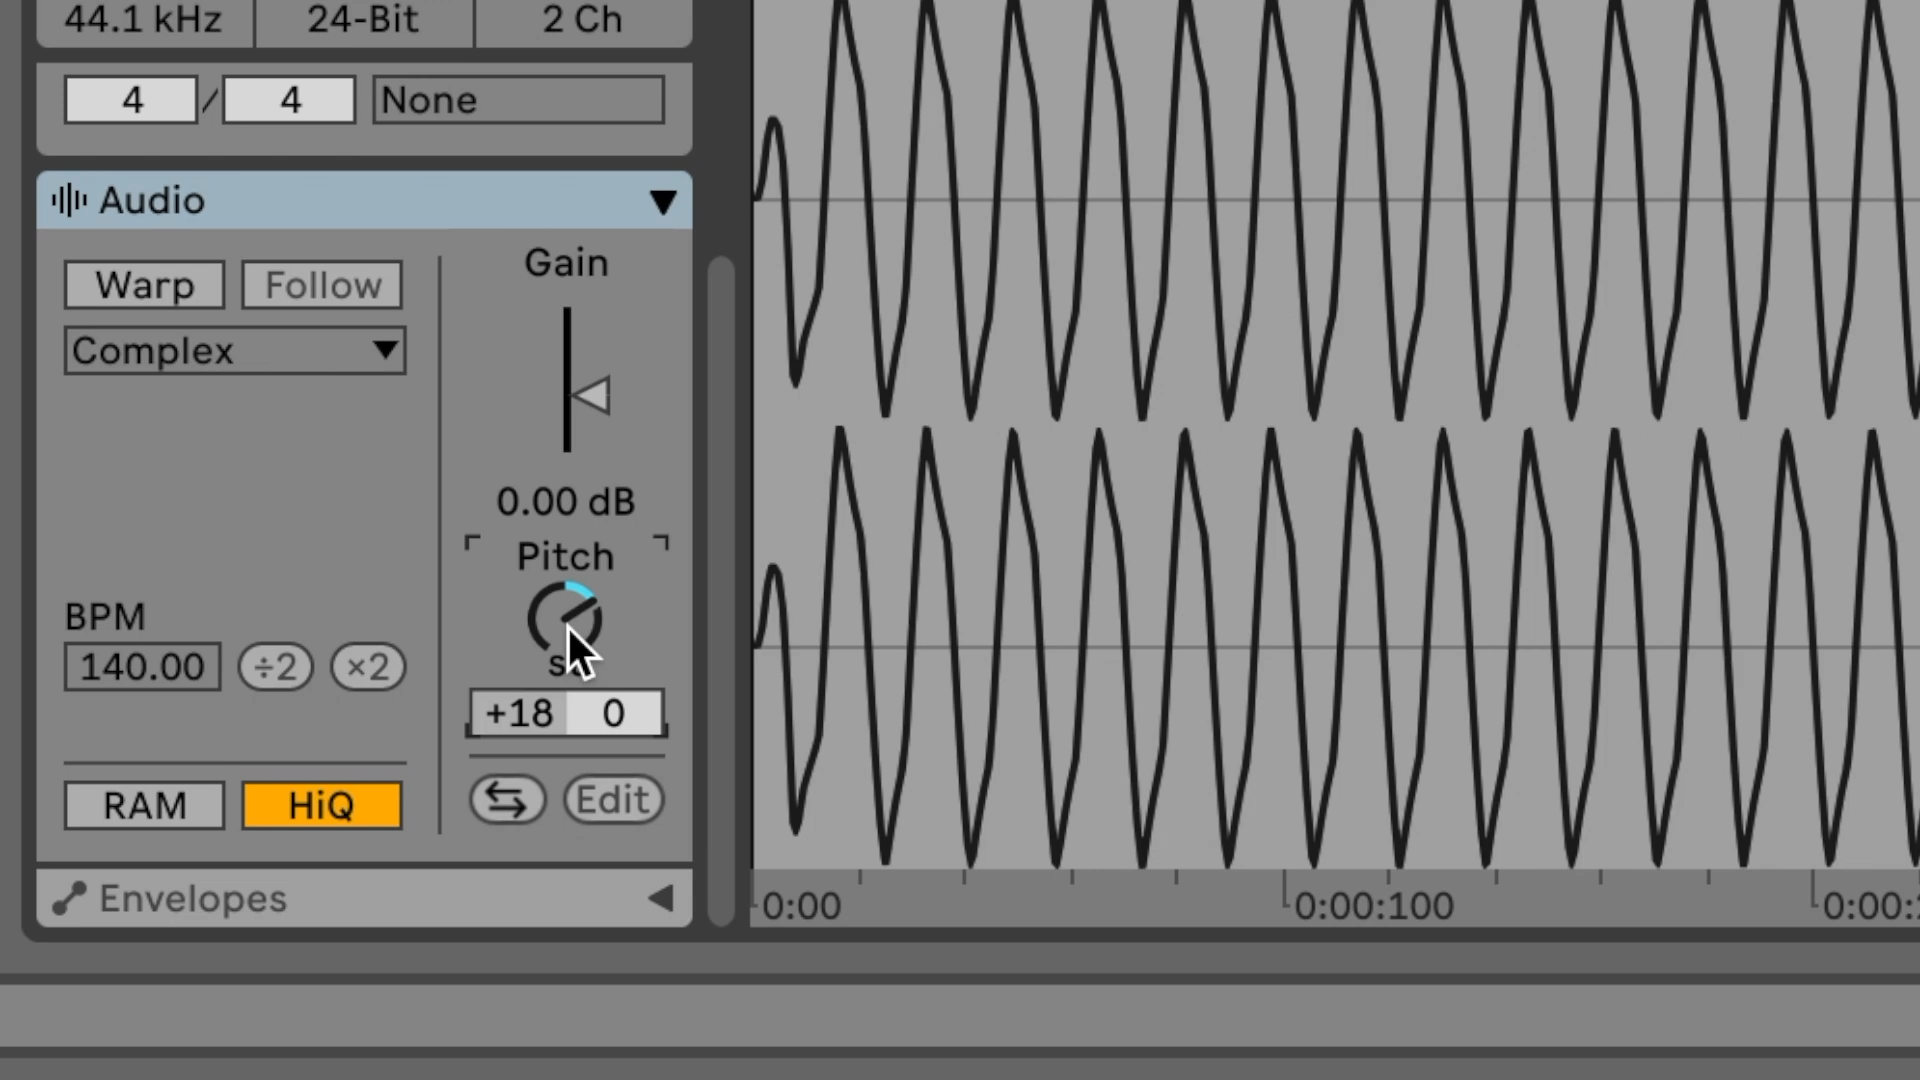 44.1 kHz 24-Bit 2 Ch
4 / 4 None
Audio
Warp Follow Gain
Complex
0.00 dB
Pitch
BPM
140.00 ÷2 ×2
+18 0
RAM HiQ Edit
Envelopes
0:00 0:00:100